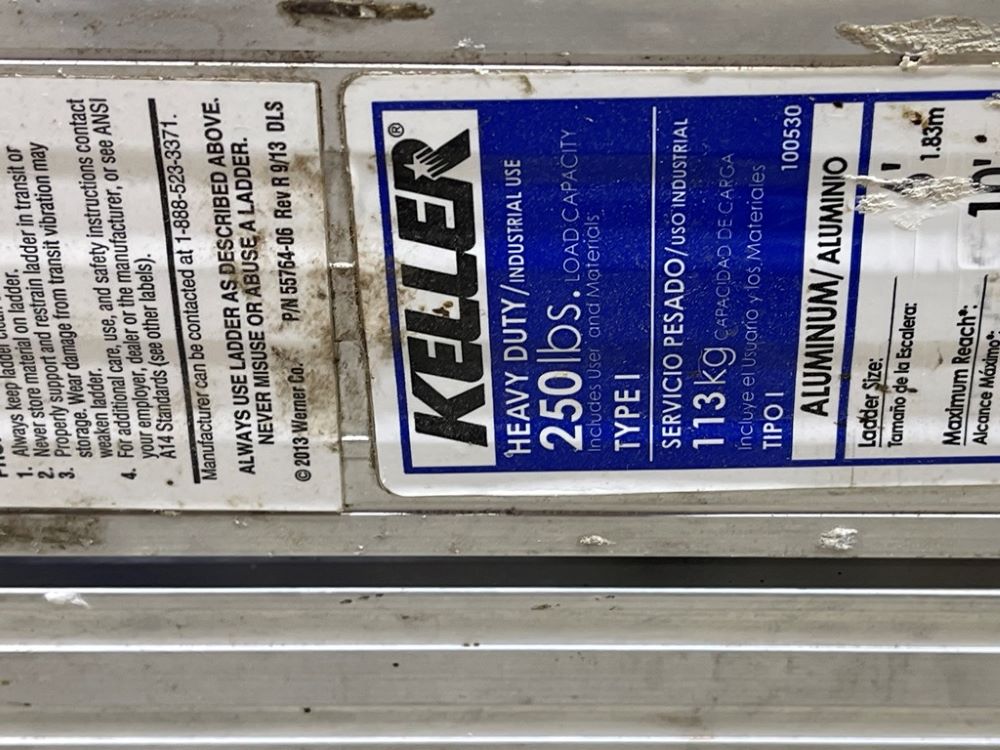 1. Always keep ladder clean
2. Never store material on ladder.
3. Properly support and restrain ladder in transit or
storage. Wear damage from transit vibration may
weaken ladder.
4. For additional care, use, and safety instructions contact
your employer, dealer or the manufacturer, or see ANSI
A14 Standards (see other labels).
Manufacturer can be contacted at 1-888-523-3371.
ALWAYS USE LADDER AS DESCRIBED ABOVE.
NEVER MISUSE OR ABUSE A LADDER.
© 2013 Werner Co. P/N 55764-06 Rev R 9/13 DLS
KELLER®
HEAVY DUTY/INDUSTRIAL USE
250 lbs. LOAD CAPACITY
Includes User and Materials
TYPE I
SERVICIO PESADO/USO INDUSTRIAL
113 kg CAPACIDAD DE CARGA
Incluye el Usuario y los Materiales
TIPO I 100530
ALUMINUM/ALUMINIO
Ladder Size: 6' 1.83m
Tamaño de la Escalera:
Maximum Reach*: 10'
Alcance Máximo*: